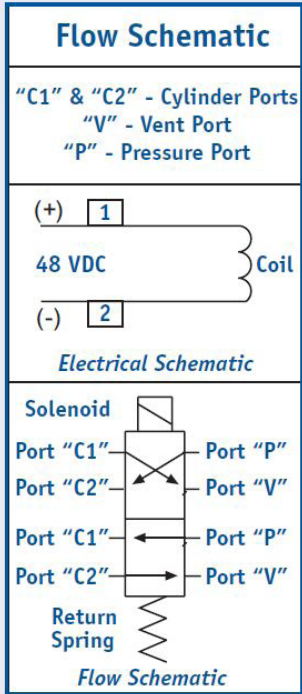 Flow Schematic
"C1" & "C2" - Cylinder Ports
"V" - Vent Port
"P" - Pressure Port
(+) 1
48 VDC Coil
(-) 2
Electrical Schematic
Solenoid
Port "C1" Port "P"
Port "C2" Port "V"
Port "C1" Port "P"
Port "C2" Port "V"
Return
Spring
Flow Schematic